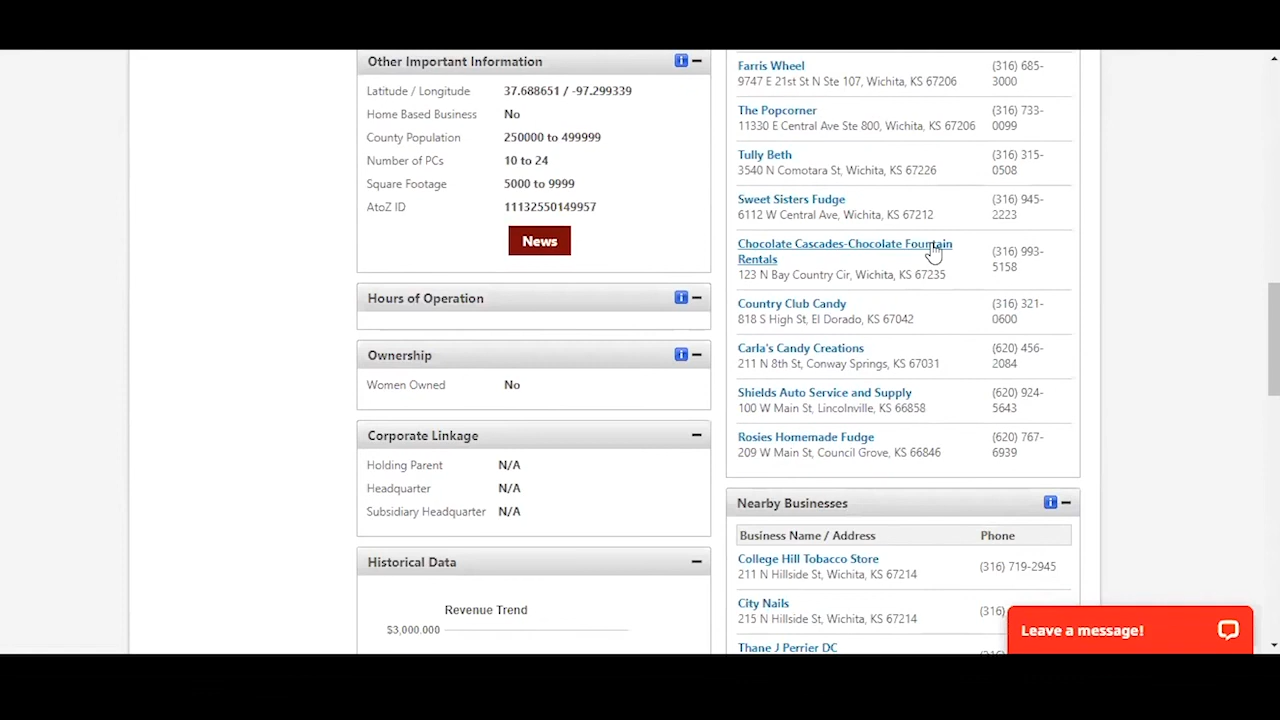 Other Important Information
Latitude / Longitude 37.688651 / -97.299339
Home Based Business No
County Population 250000 to 499999
Number of PCs 10 to 24
Square Footage 5000 to 9999
AtoZ ID 11132550149957
News
Hours of Operation
Ownership
Women Owned No
Corporate Linkage
Holding Parent N/A
Headquarter N/A
Subsidiary Headquarter N/A
Historical Data
Revenue Trend
$3,000,000
Farris Wheel (316) 685-
9747 E 21st St N Ste 107, Wichita, KS 67206 3000
The Popcorner (316) 733-
11330 E Central Ave Ste 800, Wichita, KS 67206 0099
Tully Beth (316) 315-
3540 N Comotara St, Wichita, KS 67226 0508
Sweet Sisters Fudge (316) 945-
6112 W Central Ave, Wichita, KS 67212 2223
Chocolate Cascades-Chocolate Fountain (316) 993-
Rentals 5158
123 N Bay Country Cir, Wichita, KS 67235
Country Club Candy (316) 321-
818 S High St, El Dorado, KS 67042 0600
Carla's Candy Creations (620) 456-
211 N 8th St, Conway Springs, KS 67031 2084
Shields Auto Service and Supply (620) 924-
100 W Main St, Lincolnville, KS 66858 5643
Rosies Homemade Fudge (620) 767-
209 W Main St, Council Grove, KS 66846 6939
Nearby Businesses
Business Name / Address Phone
College Hill Tobacco Store (316) 719-2945
211 N Hillside St, Wichita, KS 67214
City Nails (316)
215 N Hillside St, Wichita, KS 67214
Thane J Perrier DC
Leave a message!